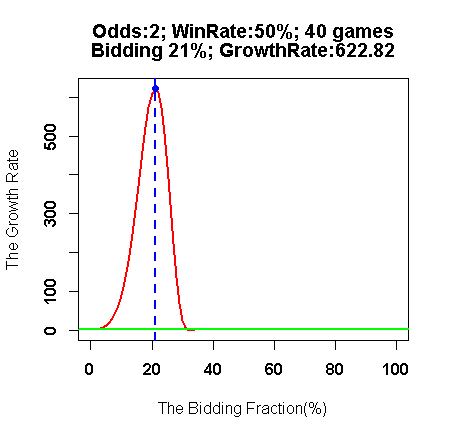 Odds:2; WinRate:50%; 40 games
Bidding 21%; GrowthRate:622.82
The Growth Rate
500
300
100
0
0 20 40 60 80 100
The Bidding Fraction(%)